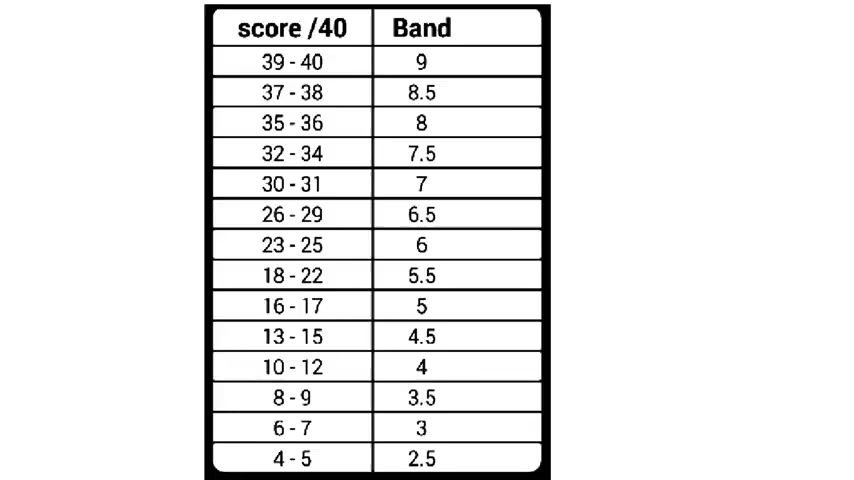 score /40 Band
39 - 40 9
37 - 38 8.5
35 - 36 8
32 - 34 7.5
30 - 31 7
26 - 29 6.5
23 - 25 6
18 - 22 5.5
16 - 17 5
13 - 15 4.5
10 - 12 4
8 - 9 3.5
6 - 7 3
4 - 5 2.5